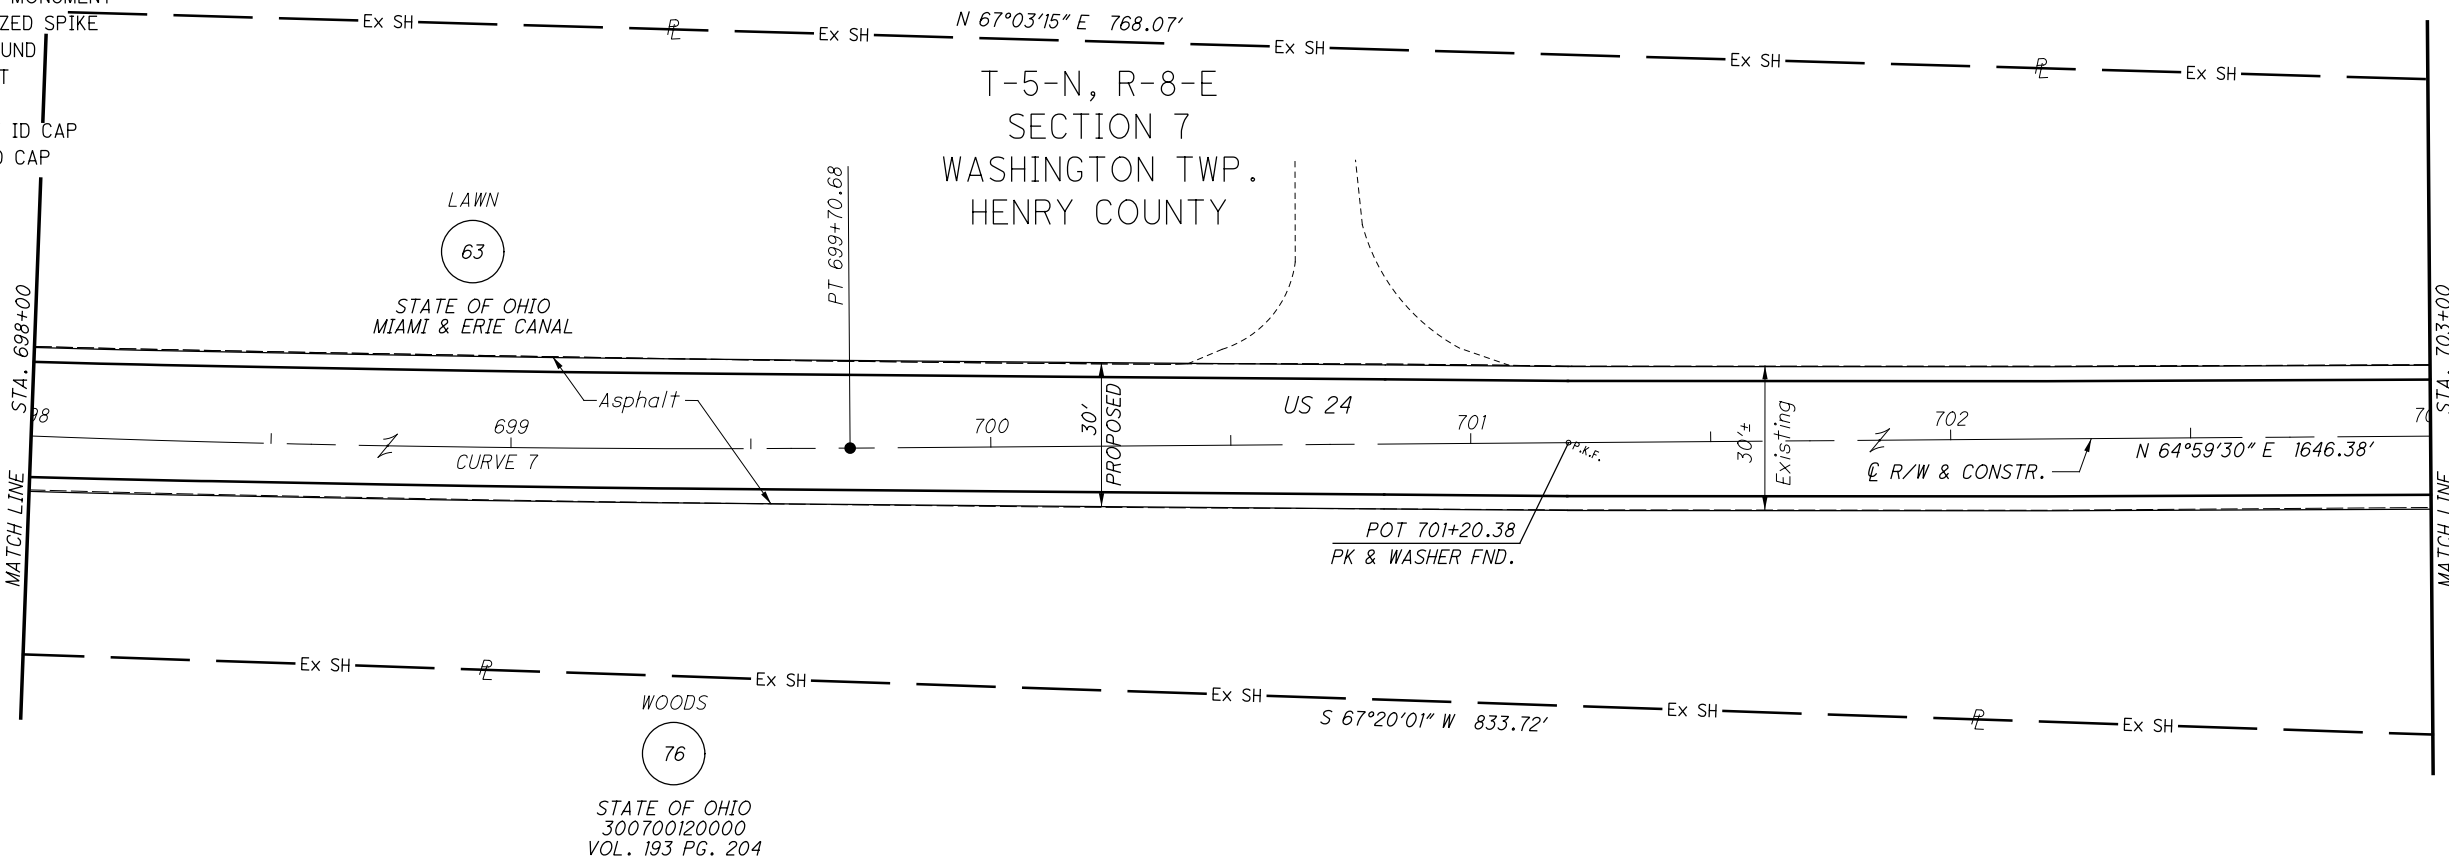 MONUMENT
ZED SPIKE
UND
T
ID CAP
CAP
Ex SH
Ex SH
N 67°03'15" E 768.07'
Ex SH
Ex SH
Ex SH
T-5-N, R-8-E
SECTION 7
WASHINGTON TWP.
HENRY COUNTY
LAWN
63
STATE OF OHIO
MIAMI & ERIE CANAL
PT 699+70.68
MATCH LINE STA. 698+00
MATCH LINE STA. 703+00
Asphalt
30'
PROPOSED
US 24
30'±
Existing
98
699
700
701
702
70
CURVE 7
P.K.F.
℄ R/W & CONSTR.
N 64°59'30" E 1646.38'
POT 701+20.38
PK & WASHER FND.
Ex SH
Ex SH
Ex SH
Ex SH
Ex SH
S 67°20'01" W 833.72'
WOODS
76
STATE OF OHIO
300700120000
VOL. 193 PG. 204